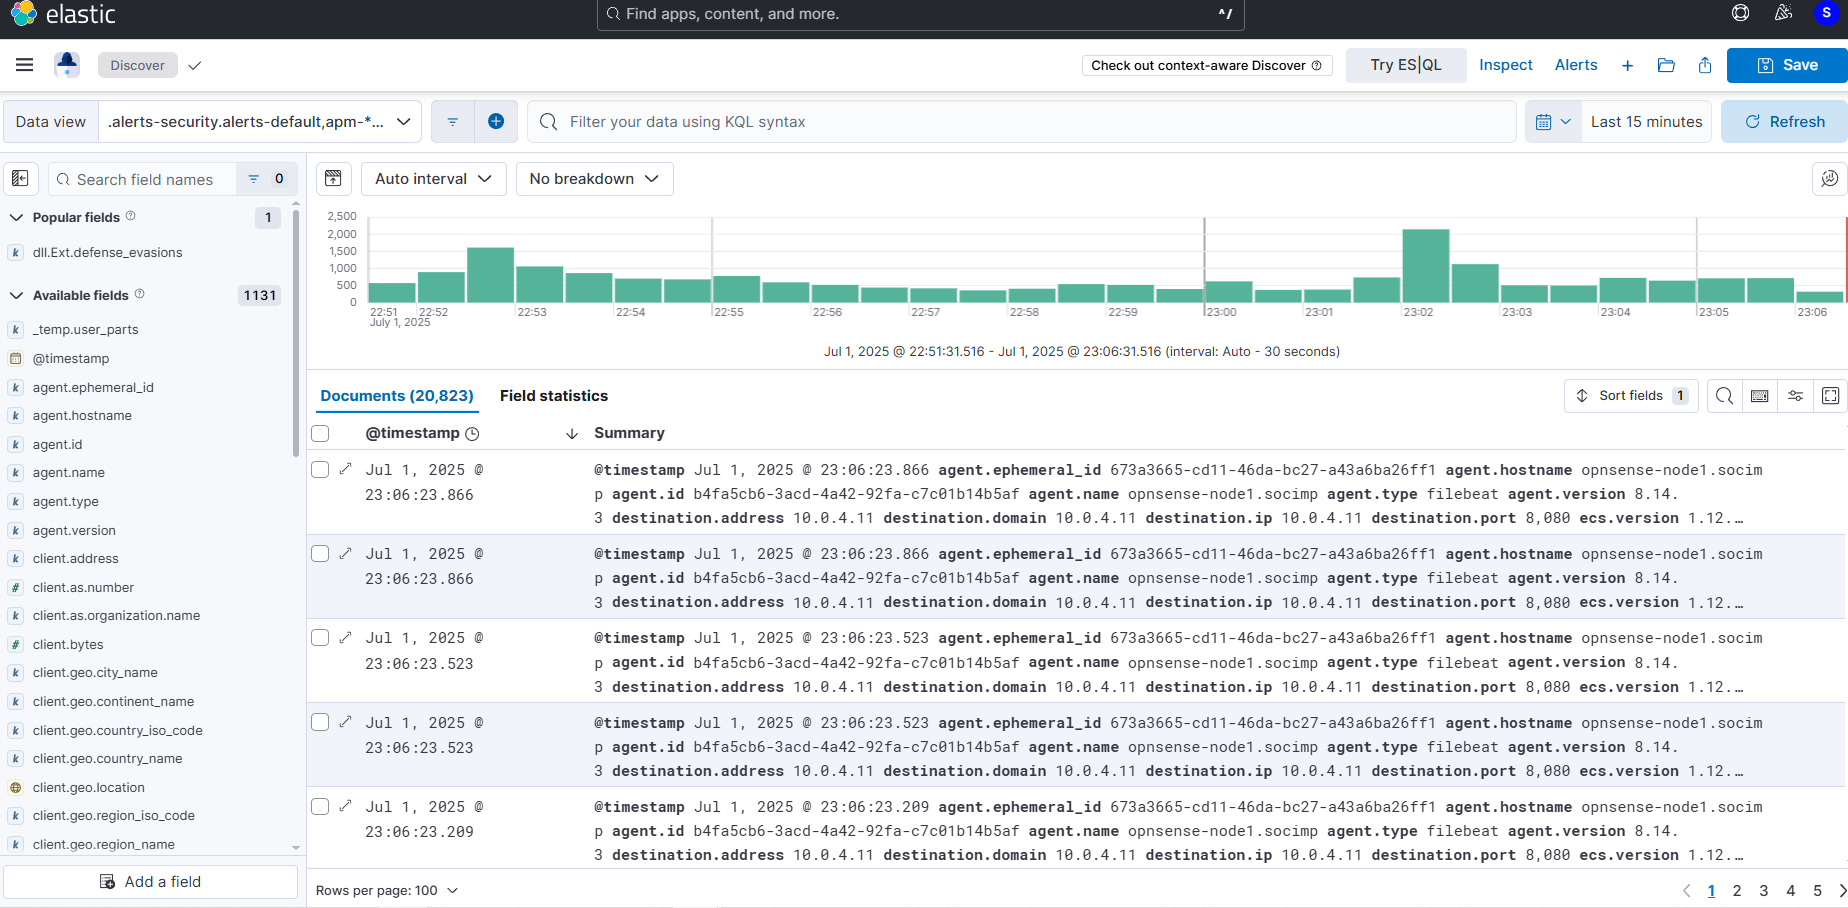 elastic
Find apps, content, and more.
^/
S
Discover
Check out context-aware Discover
Try ES|QL
Inspect
Alerts
Save
Data view
.alerts-security.alerts-default,apm-*...
Filter your data using KQL syntax
Last 15 minutes
Refresh
Search field names
0
Auto interval
No breakdown
Popular fields
1
dll.Ext.defense_evasions
Available fields
1131
_temp.user_parts
@timestamp
agent.ephemeral_id
agent.hostname
agent.id
agent.name
agent.type
agent.version
client.address
client.as.number
client.as.organization.name
client.bytes
client.geo.city_name
client.geo.continent_name
client.geo.country_iso_code
client.geo.country_name
client.geo.location
client.geo.region_iso_code
client.geo.region_name
Add a field
2,500
2,000
1,500
1,000
500
0
22:51 22:52 22:53 22:54 22:55 22:56 22:57 22:58 22:59 23:00 23:01 23:02 23:03 23:04 23:05 23:06
July 1, 2025
Jul 1, 2025 @ 22:51:31.516 - Jul 1, 2025 @ 23:06:31.516 (interval: Auto - 30 seconds)
Documents (20,823)
Field statistics
Sort fields 1
@timestamp
Summary
Jul 1, 2025 @
23:06:23.866
@timestamp Jul 1, 2025 @ 23:06:23.866 agent.ephemeral_id 673a3665-cd11-46da-bc27-a43a6ba26ff1 agent.hostname opnsense-node1.socim
p agent.id b4fa5cb6-3acd-4a42-92fa-c7c01b14b5af agent.name opnsense-node1.socimp agent.type filebeat agent.version 8.14.
3 destination.address 10.0.4.11 destination.domain 10.0.4.11 destination.ip 10.0.4.11 destination.port 8,080 ecs.version 1.12.…
Jul 1, 2025 @
23:06:23.866
@timestamp Jul 1, 2025 @ 23:06:23.866 agent.ephemeral_id 673a3665-cd11-46da-bc27-a43a6ba26ff1 agent.hostname opnsense-node1.socim
p agent.id b4fa5cb6-3acd-4a42-92fa-c7c01b14b5af agent.name opnsense-node1.socimp agent.type filebeat agent.version 8.14.
3 destination.address 10.0.4.11 destination.domain 10.0.4.11 destination.ip 10.0.4.11 destination.port 8,080 ecs.version 1.12.…
Jul 1, 2025 @
23:06:23.523
@timestamp Jul 1, 2025 @ 23:06:23.523 agent.ephemeral_id 673a3665-cd11-46da-bc27-a43a6ba26ff1 agent.hostname opnsense-node1.socim
p agent.id b4fa5cb6-3acd-4a42-92fa-c7c01b14b5af agent.name opnsense-node1.socimp agent.type filebeat agent.version 8.14.
3 destination.address 10.0.4.11 destination.domain 10.0.4.11 destination.ip 10.0.4.11 destination.port 8,080 ecs.version 1.12.…
Jul 1, 2025 @
23:06:23.523
@timestamp Jul 1, 2025 @ 23:06:23.523 agent.ephemeral_id 673a3665-cd11-46da-bc27-a43a6ba26ff1 agent.hostname opnsense-node1.socim
p agent.id b4fa5cb6-3acd-4a42-92fa-c7c01b14b5af agent.name opnsense-node1.socimp agent.type filebeat agent.version 8.14.
3 destination.address 10.0.4.11 destination.domain 10.0.4.11 destination.ip 10.0.4.11 destination.port 8,080 ecs.version 1.12.…
Jul 1, 2025 @
23:06:23.209
@timestamp Jul 1, 2025 @ 23:06:23.209 agent.ephemeral_id 673a3665-cd11-46da-bc27-a43a6ba26ff1 agent.hostname opnsense-node1.socim
p agent.id b4fa5cb6-3acd-4a42-92fa-c7c01b14b5af agent.name opnsense-node1.socimp agent.type filebeat agent.version 8.14.
3 destination.address 10.0.4.11 destination.domain 10.0.4.11 destination.ip 10.0.4.11 destination.port 8,080 ecs.version 1.12.…
Rows per page: 100
1 2 3 4 5